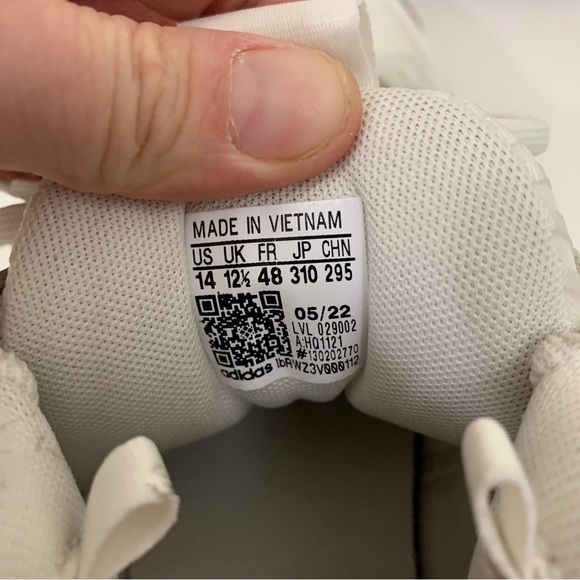 MADE IN VIETNAM
US UK FR JP CHN
14 12½ 48 310 295
05/22
LVL 029002
A:HQ1121
#130202770
adidas 1bRWZ3V000112